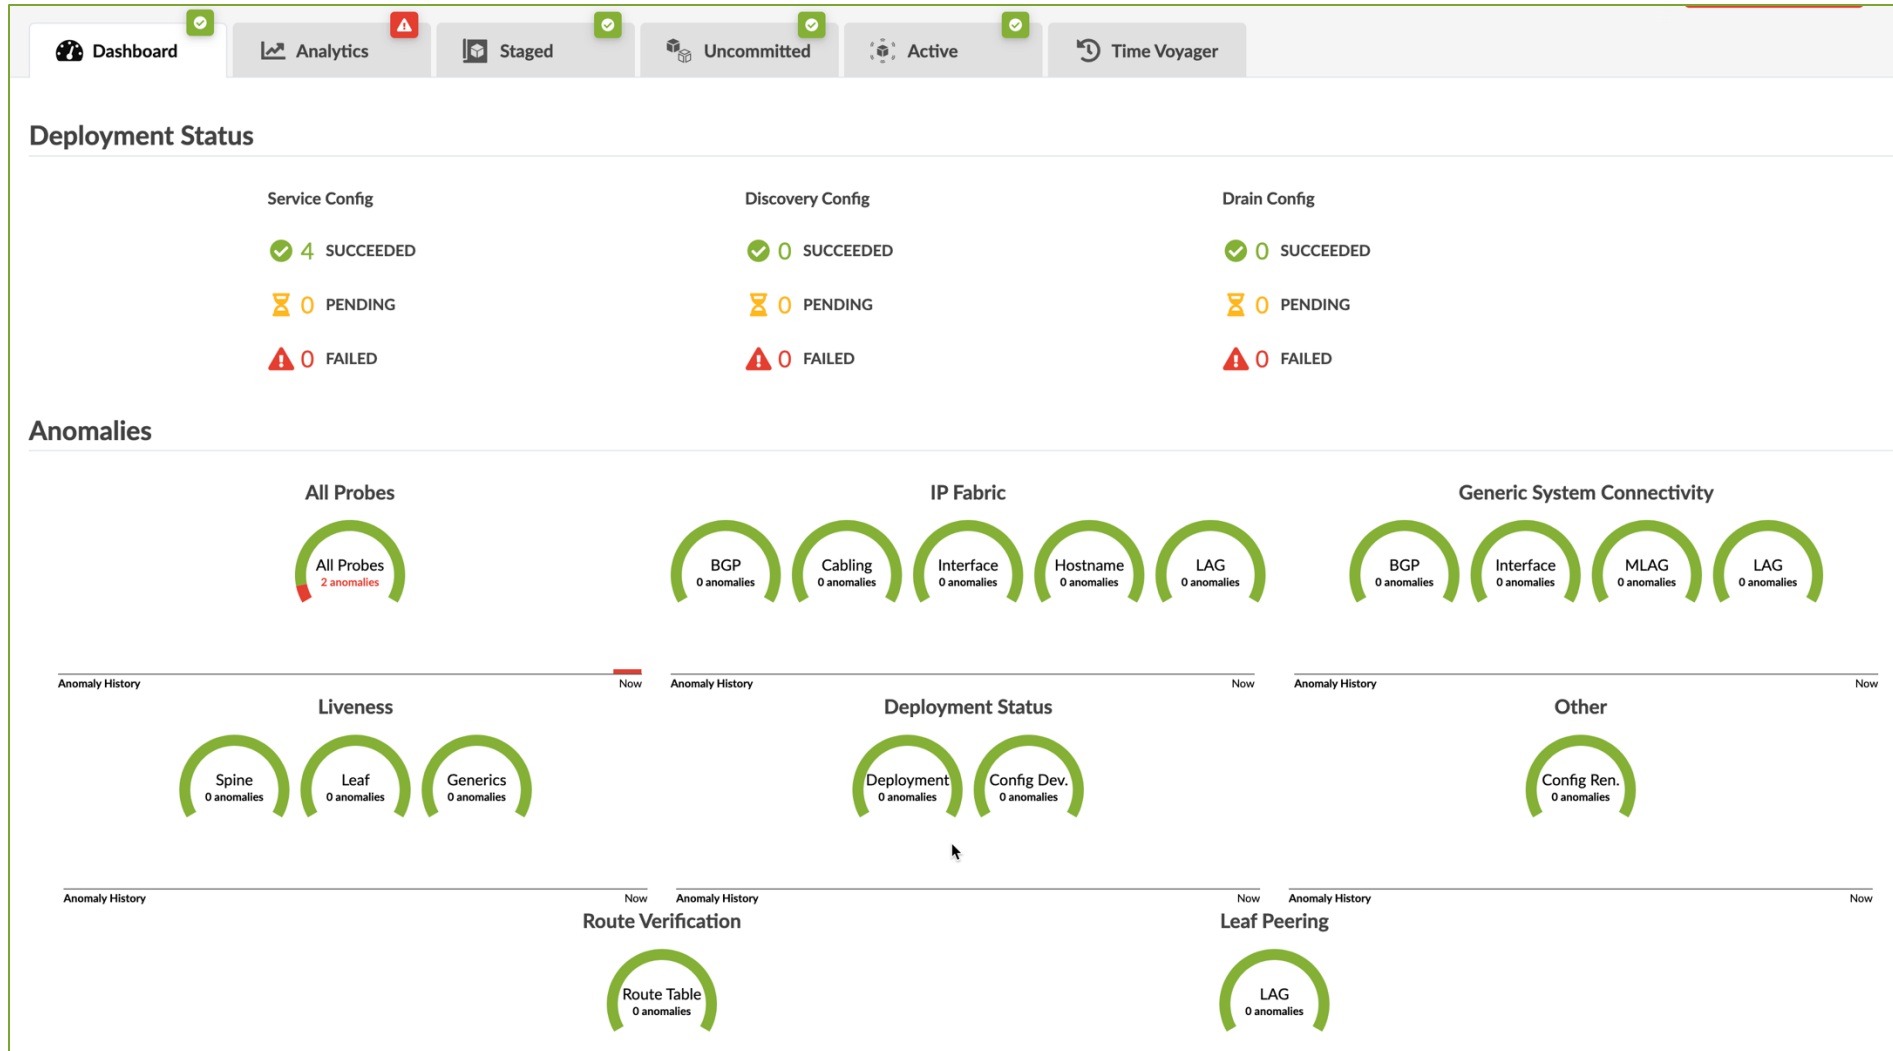 Dashboard
Analytics
Staged
Uncommitted
Active
Time Voyager
Deployment Status
Service Config
4 SUCCEEDED
0 PENDING
0 FAILED
Discovery Config
0 SUCCEEDED
0 PENDING
0 FAILED
Drain Config
0 SUCCEEDED
0 PENDING
0 FAILED
Anomalies
All Probes
All Probes
2 anomalies
Anomaly History
Now
IP Fabric
BGP
0 anomalies
Cabling
0 anomalies
Interface
0 anomalies
Hostname
0 anomalies
LAG
0 anomalies
Anomaly History
Now
Generic System Connectivity
BGP
0 anomalies
Interface
0 anomalies
MLAG
0 anomalies
LAG
0 anomalies
Anomaly History
Now
Liveness
Spine
0 anomalies
Leaf
0 anomalies
Generics
0 anomalies
Anomaly History
Now
Deployment Status
Deployment
0 anomalies
Config Dev.
0 anomalies
Anomaly History
Now
Other
Config Ren.
0 anomalies
Anomaly History
Now
Route Verification
Route Table
0 anomalies
Leaf Peering
LAG
0 anomalies